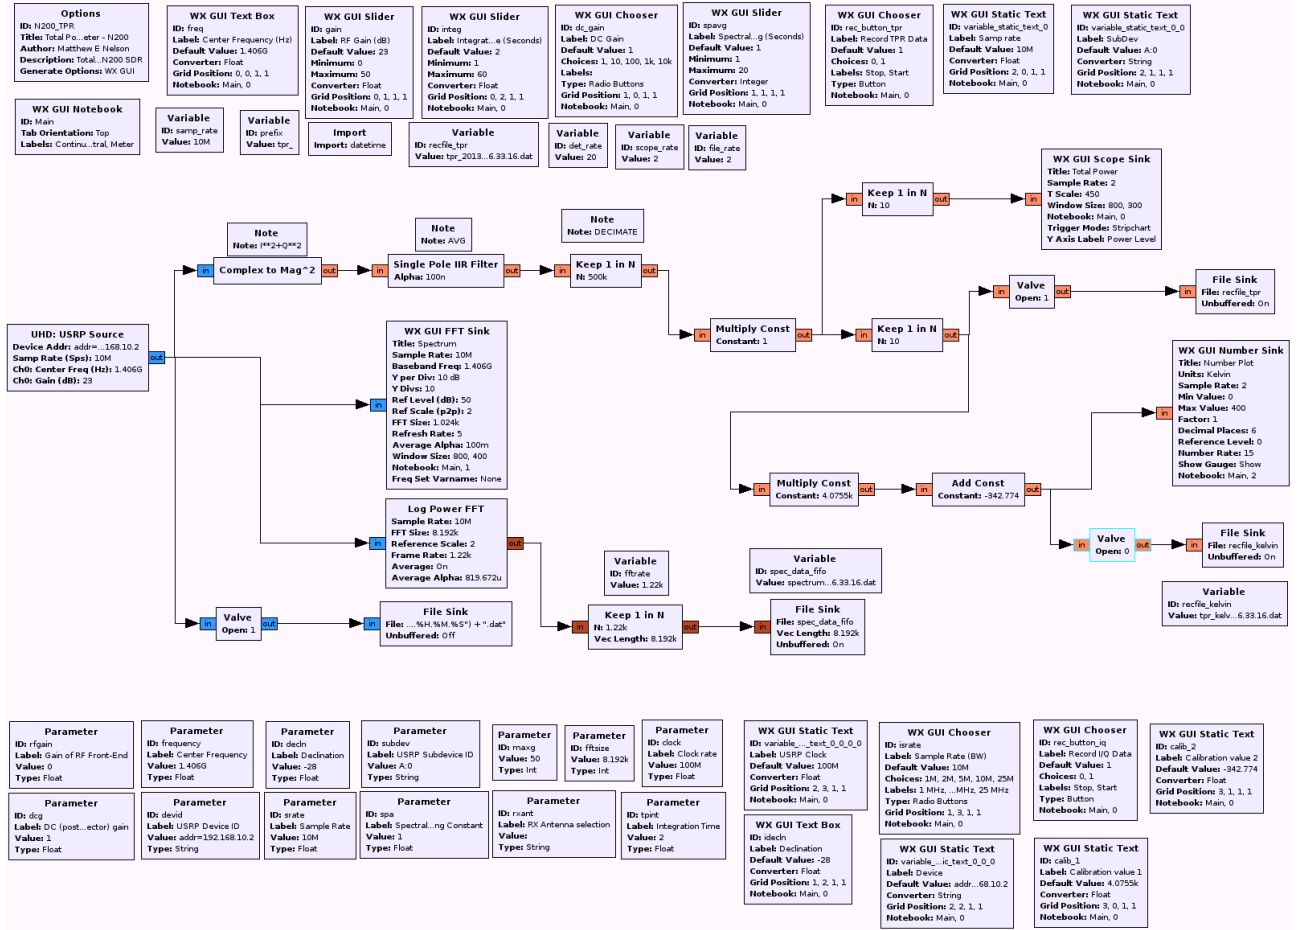 Options
ID: N200_TPR
Title: Total Po...eter - N200
Author: Matthew E Nelson
Description: Total...N200 SDR
Generate Options: WX GUI
WX GUI Text Box
ID: freq
Label: Center Frequency (Hz)
Default Value: 1.406G
Converter: Float
Grid Position: 0, 0, 1, 1
Notebook: Main, 0
WX GUI Slider
ID: gain
Label: RF Gain (dB)
Default Value: 23
Minimum: 0
Maximum: 50
Converter: Float
Grid Position: 0, 1, 1, 1
Notebook: Main, 0
WX GUI Slider
ID: integ
Label: Integrat...e (Seconds)
Default Value: 2
Minimum: 1
Maximum: 60
Converter: Float
Grid Position: 0, 2, 1, 1
Notebook: Main, 0
WX GUI Chooser
ID: dc_gain
Label: DC Gain
Default Value: 1
Choices: 1, 10, 100, 1k, 10k
Labels:
Type: Radio Buttons
Grid Position: 1, 0, 1, 1
Notebook: Main, 0
WX GUI Slider
ID: spavg
Label: Spectral...g (Seconds)
Default Value: 1
Minimum: 1
Maximum: 20
Converter: Integer
Grid Position: 1, 1, 1, 1
Notebook: Main, 0
WX GUI Chooser
ID: rec_button_tpr
Label: Record TPR Data
Default Value: 1
Choices: 0, 1
Labels: Stop, Start
Type: Button
Notebook: Main, 0
WX GUI Static Text
ID: variable_static_text_0
Label: Samp rate
Default Value: 10M
Converter: Float
Grid Position: 2, 0, 1, 1
Notebook: Main, 0
WX GUI Static Text
ID: variable_static_text_0_0
Label: SubDev
Default Value: A:0
Converter: String
Grid Position: 2, 1, 1, 1
Notebook: Main, 0
WX GUI Notebook
ID: Main
Tab Orientation: Top
Labels: Continu...tral, Meter
Variable
ID: samp_rate
Value: 10M
Variable
ID: prefix
Value: tpr_
Import
Import: datetime
Variable
ID: recfile_tpr
Value: tpr_2013...6.33.16.dat
Variable
ID: det_rate
Value: 20
Variable
ID: scope_rate
Value: 2
Variable
ID: file_rate
Value: 2
Keep 1 in N
N: 10
in
out
WX GUI Scope Sink
Title: Total Power
Sample Rate: 2
T Scale: 450
Window Size: 800, 300
Notebook: Main, 0
Trigger Mode: Stripchart
Y Axis Label: Power Level
in
Note
Note: I**2+Q**2
Note
Note: AVG
Note
Note: DECIMATE
in
Complex to Mag^2
out
in
Single Pole IIR Filter
Alpha: 100n
out
in
Keep 1 in N
N: 500k
out
in
Valve
Open: 1
out
in
File Sink
File: recfile_tpr
Unbuffered: On
UHD: USRP Source
Device Addr: addr=...168.10.2
Samp Rate (Sps): 10M
Ch0: Center Freq (Hz): 1.406G
Ch0: Gain (dB): 23
out
in
WX GUI FFT Sink
Title: Spectrum
Sample Rate: 10M
Baseband Freq: 1.406G
Y per Div: 10 dB
Y Divs: 10
Ref Level (dB): 50
Ref Scale (p2p): 2
FFT Size: 1.024k
Refresh Rate: 5
Average Alpha: 100m
Window Size: 800, 400
Notebook: Main, 1
Freq Set Varname: None
in
Multiply Const
Constant: 1
out
in
Keep 1 in N
N: 10
out
in
WX GUI Number Sink
Title: Number Plot
Units: Kelvin
Sample Rate: 2
Min Value: 0
Max Value: 400
Factor: 1
Decimal Places: 6
Reference Level: 0
Number Rate: 15
Show Gauge: Show
Notebook: Main, 2
in
Multiply Const
Constant: 4.0755k
out
in
Add Const
Constant: -342.774
out
in
Log Power FFT
Sample Rate: 10M
FFT Size: 8.192k
Reference Scale: 2
Frame Rate: 1.22k
Average: On
Average Alpha: 819.672u
out
in
Valve
Open: 0
out
in
File Sink
File: recfile_kelvin
Unbuffered: On
Variable
ID: fftrate
Value: 1.22k
Variable
ID: spec_data_fifo
Value: spectrum...6.33.16.dat
Variable
ID: recfile_kelvin
Value: tpr_kelv...6.33.16.dat
in
Valve
Open: 1
out
in
File Sink
File: ....%H.%M.%S") + ".dat"
Unbuffered: Off
in
Keep 1 in N
N: 1.22k
Vec Length: 8.192k
out
in
File Sink
File: spec_data_fifo
Vec Length: 8.192k
Unbuffered: On
Parameter
ID: rfgain
Label: Gain of RF Front-End
Value: 0
Type: Float
Parameter
ID: frequency
Label: Center Frequency
Value: 1.406G
Type: Float
Parameter
ID: decln
Label: Declination
Value: -28
Type: Float
Parameter
ID: subdev
Label: USRP Subdevice ID
Value: A:0
Type: String
Parameter
ID: maxg
Value: 50
Type: Int
Parameter
ID: fftsize
Value: 8.192k
Type: Int
Parameter
ID: clock
Label: Clock rate
Value: 100M
Type: Float
WX GUI Static Text
ID: variable_..._text_0_0_0_0
Label: USRP Clock
Default Value: 100M
Converter: Float
Grid Position: 2, 3, 1, 1
Notebook: Main, 0
WX GUI Chooser
ID: israte
Label: Sample Rate (BW)
Default Value: 10M
Choices: 1M, 2M, 5M, 10M, 25M
Labels: 1 MHz, ...MHz, 25 MHz
Type: Radio Buttons
Grid Position: 1, 3, 1, 1
Notebook: Main, 0
WX GUI Chooser
ID: rec_button_iq
Label: Record I/Q Data
Default Value: 1
Choices: 0, 1
Labels: Stop, Start
Type: Button
Notebook: Main, 0
WX GUI Static Text
ID: calib_2
Label: Calibration value 2
Default Value: -342.774
Converter: Float
Grid Position: 3, 1, 1, 1
Notebook: Main, 0
Parameter
ID: dcg
Label: DC (post...ector) gain
Value: 1
Type: Float
Parameter
ID: devid
Label: USRP Device ID
Value: addr=192.168.10.2
Type: String
Parameter
ID: srate
Label: Sample Rate
Value: 10M
Type: Float
Parameter
ID: spa
Label: Spectral...ng Constant
Value: 1
Type: Float
Parameter
ID: rxant
Label: RX Antenna selection
Value:
Type: String
Parameter
ID: tpint
Label: Integration Time
Value: 2
Type: Float
WX GUI Text Box
ID: idecln
Label: Declination
Default Value: -28
Converter: Float
Grid Position: 1, 2, 1, 1
Notebook: Main, 0
WX GUI Static Text
ID: variable_...ic_text_0_0_0
Label: Device
Default Value: addr...68.10.2
Converter: String
Grid Position: 2, 2, 1, 1
Notebook: Main, 0
WX GUI Static Text
ID: calib_1
Label: Calibration value 1
Default Value: 4.0755k
Converter: Float
Grid Position: 3, 0, 1, 1
Notebook: Main, 0